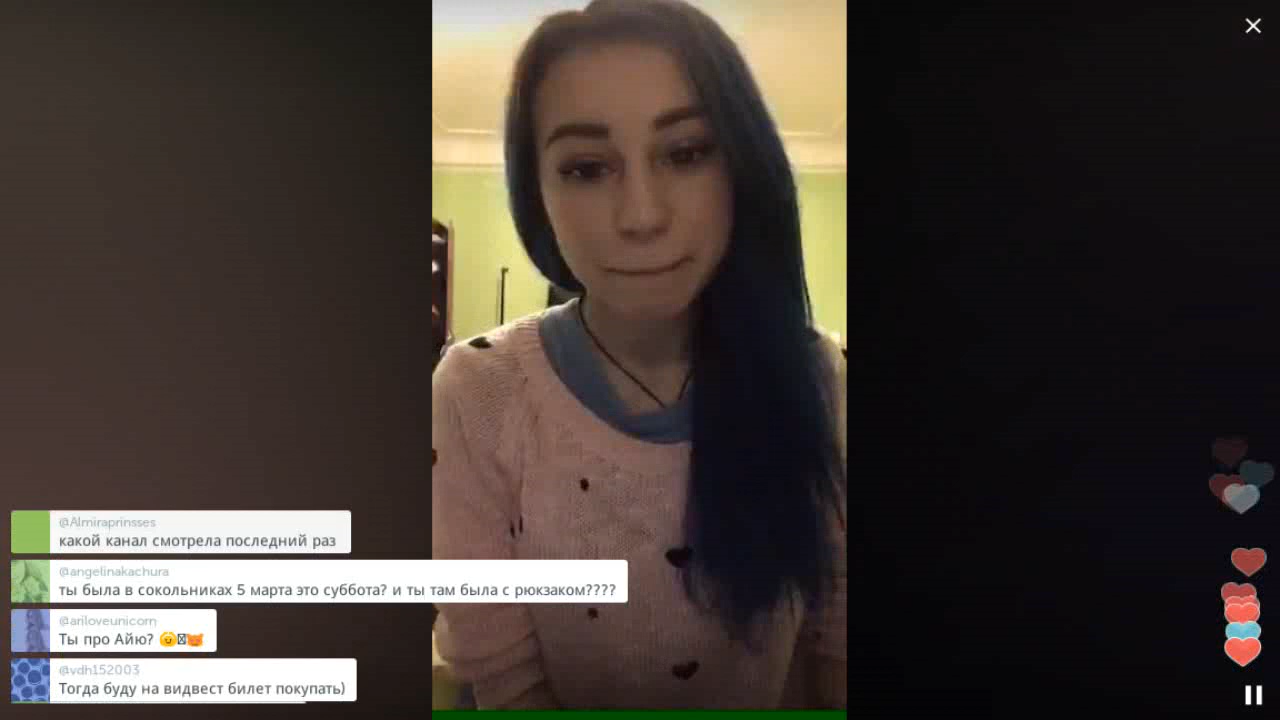 @Almiraprinsses
какой канал смотрела последний раз
@angelinakachura
ты была в сокольниках 5 марта это суббота? и ты там была с рюкзаком????
@ariloveunicorn
Ты про Айю?
@vdh152003
Тогда буду на видвест билет покупать)